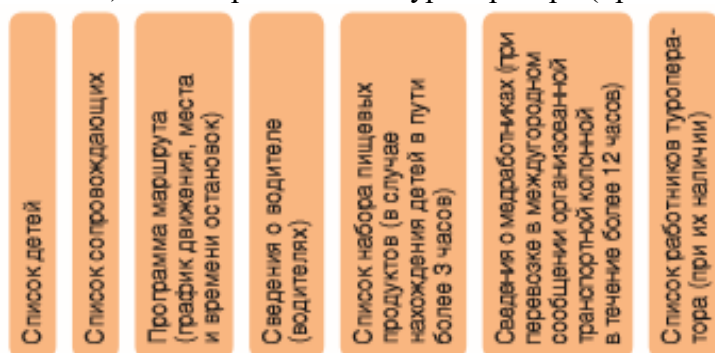 Список детей
Список сопровождающих
Программа маршрута
(график движения, места
и времени остановок)
Сведения о водителе
(водителях)
Список набора пищевых
продуктов (в случае
нахождения детей в пути
более 3 часов)
Сведения о медработниках (при
перевозке в междугородном
сообщении организованной
транспортной колонной
в течение более 12 часов)
Список работников туропера-
тора (при их наличии)